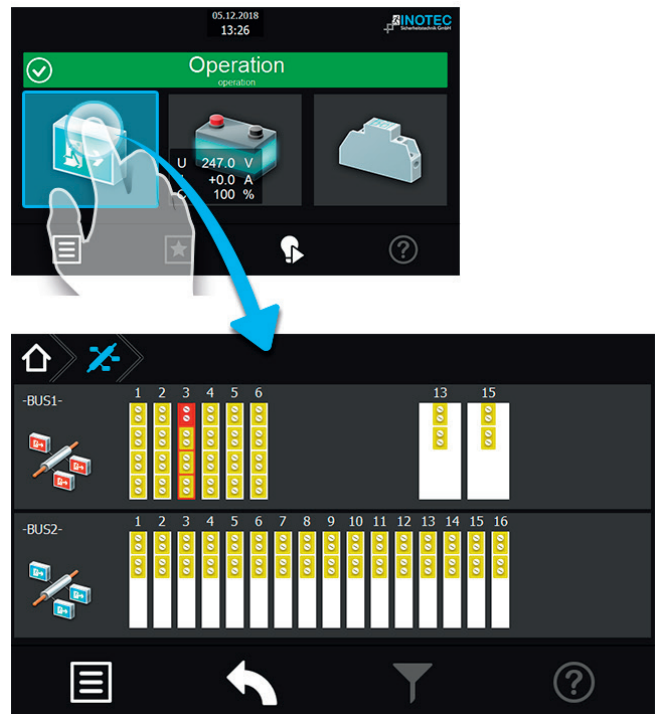 05.12.2018
13:26
INOTEC
Sicherheitstechnik GmbH
Operation
operation
U 247.0 V
+0.0 A
C 100 %
-BUS1-
1 2 3 4 5 6 13 15
-BUS2-
1 2 3 4 5 6 7 8 9 10 11 12 13 14 15 16